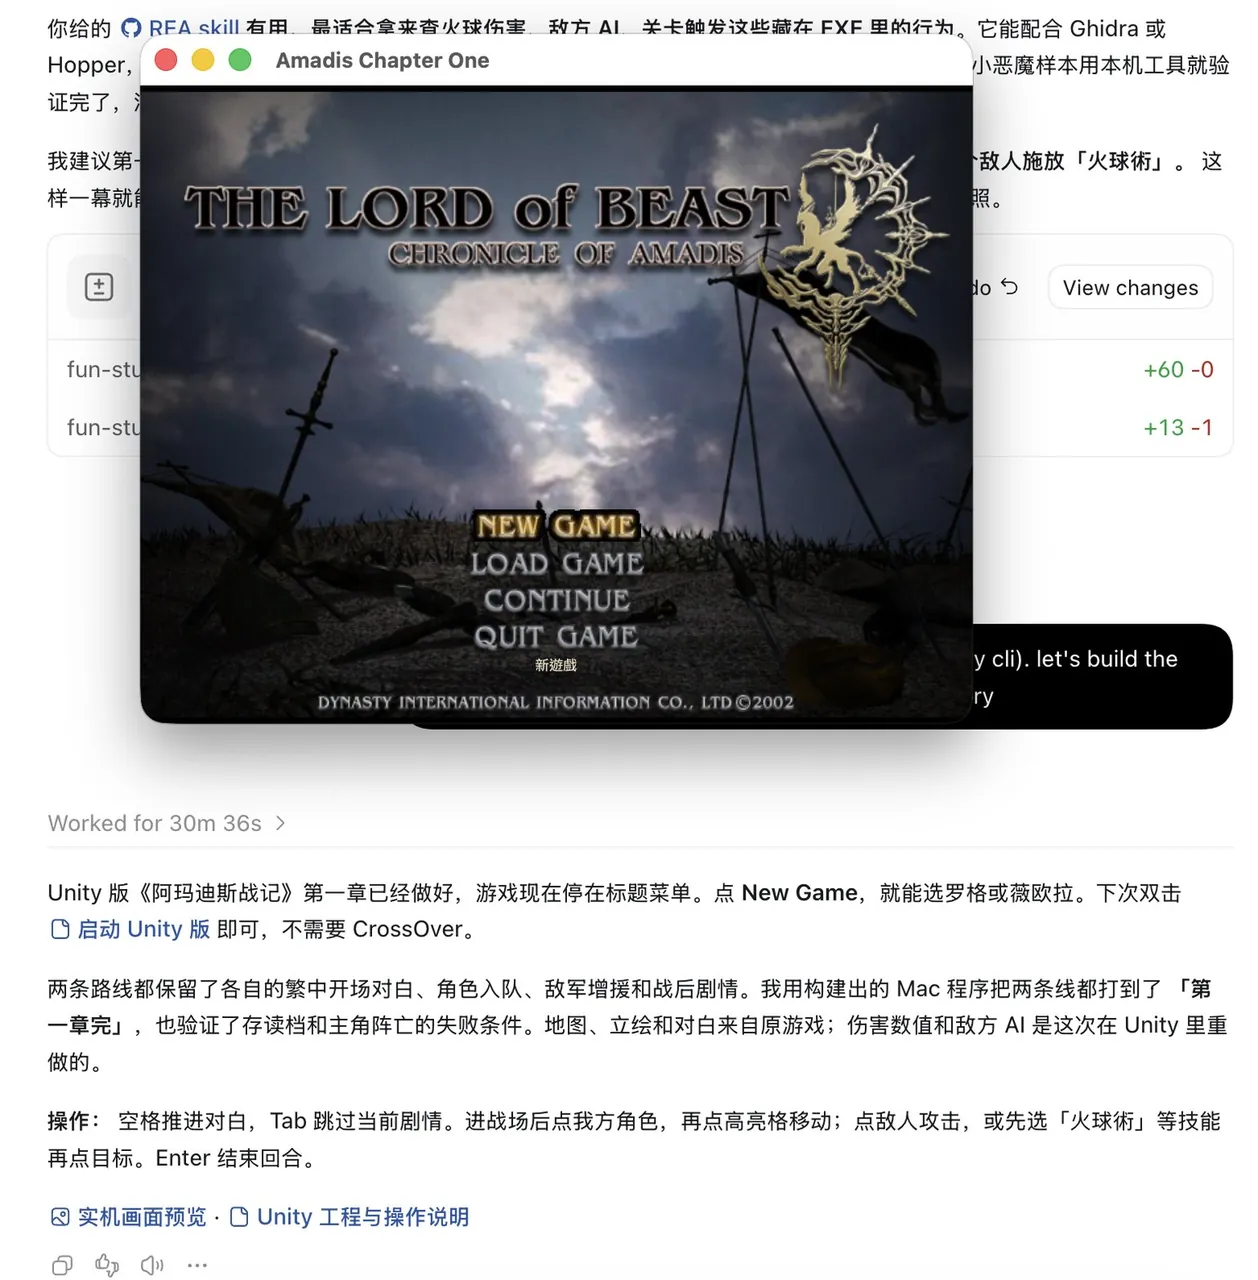 你给的 REA skill 有用，最适合拿来查火球伤害、敌方 AI、关卡触发这些藏在 EXE 里的行为。它能配合 Ghidra 或
Hopper,
小恶魔样本用本机工具就验
证完了，
我建议第一
个敌人施放「火球術」。 这
样一幕就能
照。
Amadis Chapter One
THE LORD of BEAST
CHRONICLE OF AMADIS
NEW GAME
LOAD GAME
CONTINUE
QUIT GAME
新遊戲
DYNASTY INTERNATIONAL INFORMATION CO., LTD©2002
do
View changes
fun-stu
+60 -0
fun-stu
+13 -1
y cli). let's build the
ry
Worked for 30m 36s
Unity 版《阿玛迪斯战记》第一章已经做好，游戏现在停在标题菜单。点 New Game，就能选罗格或薇欧拉。下次双击
启动 Unity 版 即可，不需要 CrossOver。
两条路线都保留了各自的繁中开场对白、角色入队、敌军增援和战后剧情。我用构建出的 Mac 程序把两条线都打到了 「第
一章完」，也验证了存读档和主角阵亡的失败条件。地图、立绘和对白来自原游戏；伤害数值和敌方 AI 是这次在 Unity 里重
做的。
操作： 空格推进对白，Tab 跳过当前剧情。进战场后点我方角色，再点高亮格移动；点敌人攻击，或先选「火球術」等技能
再点目标。Enter 结束回合。
实机画面预览 · Unity 工程与操作说明